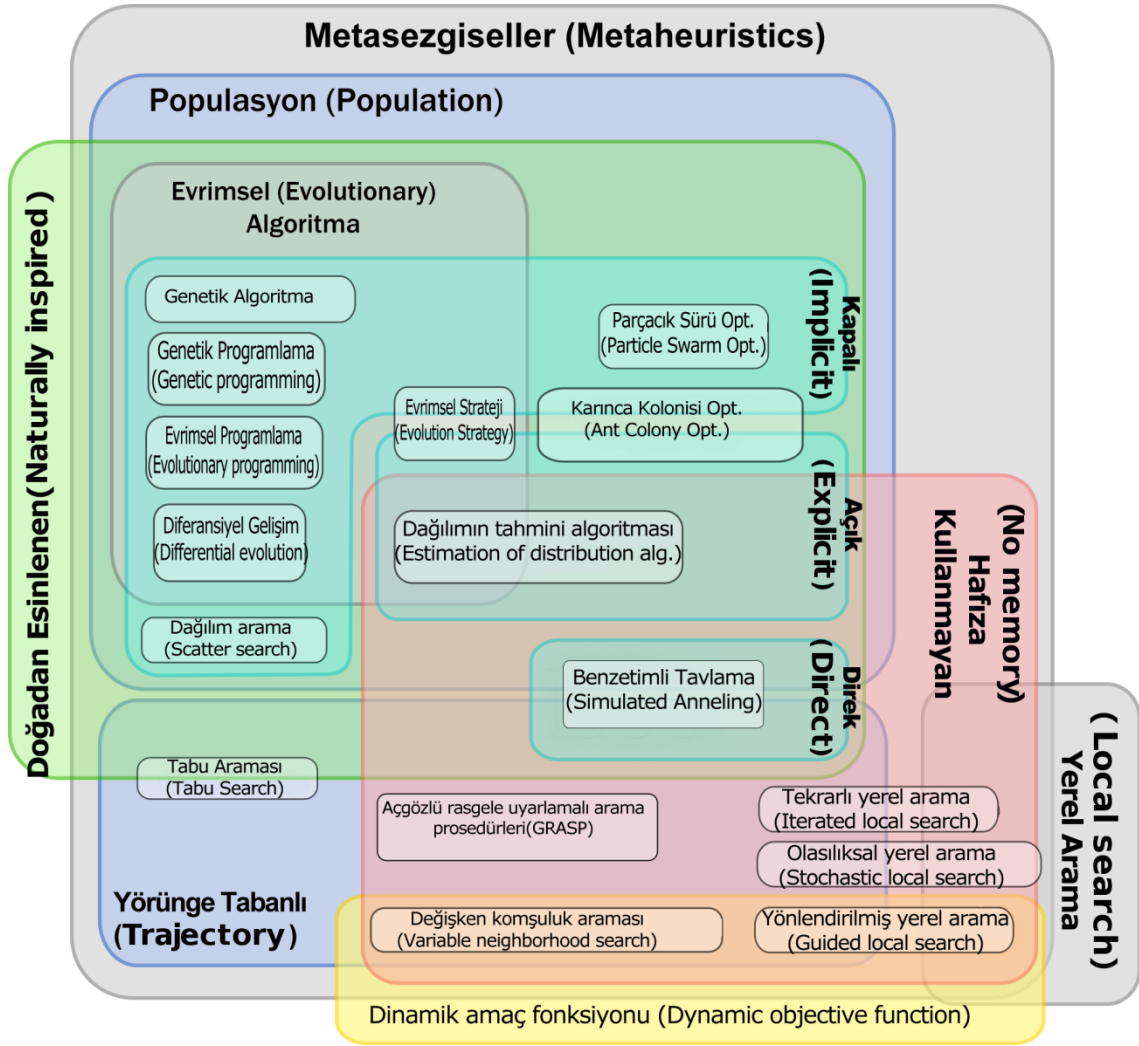 Metasezgiseller (Metaheuristics)
Populasyon (Population)
Doğadan Esinlenen(Naturally inspired)
Evrimsel (Evolutionary)
Algoritma
Genetik Algoritma
Genetik Programlama
(Genetic programming)
Evrimsel Programlama
(Evolutionary programming)
Diferansiyel Gelişim
(Differential evolution)
Dağılım arama
(Scatter search)
Evrimsel Strateji
(Evolution Strategy)
Parçacık Sürü Opt.
(Particle Swarm Opt.)
Karınca Kolonisi Opt.
(Ant Colony Opt.)
Kapalı
(Implicit)
Dağılımın tahmini algoritması
(Estimation of distribution alg.)
Açık
(Explicit)
Benzetimli Tavlama
(Simulated Anneling)
Direk
(Direct)
(No memory)
Hafıza
Kullanmayan
(Local search)
Yerel Arama
Tabu Araması
(Tabu Search)
Açgözlü rasgele uyarlamalı arama
prosedürleri(GRASP)
Tekrarlı yerel arama
(Iterated local search)
Olasılıksal yerel arama
(Stochastic local search)
Yörünge Tabanlı
(Trajectory)
Değişken komşuluk araması
(Variable neighborhood search)
Yönlendirilmiş yerel arama
(Guided local search)
Dinamik amaç fonksiyonu (Dynamic objective function)